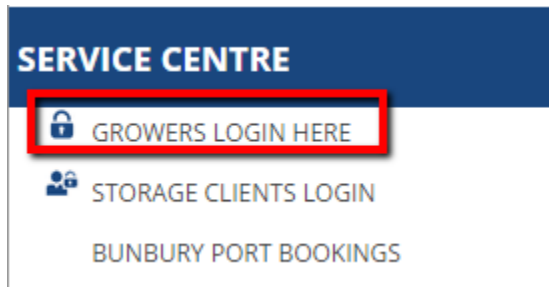 SERVICE CENTRE
GROWERS LOGIN HERE
STORAGE CLIENTS LOGIN
BUNBURY PORT BOOKINGS